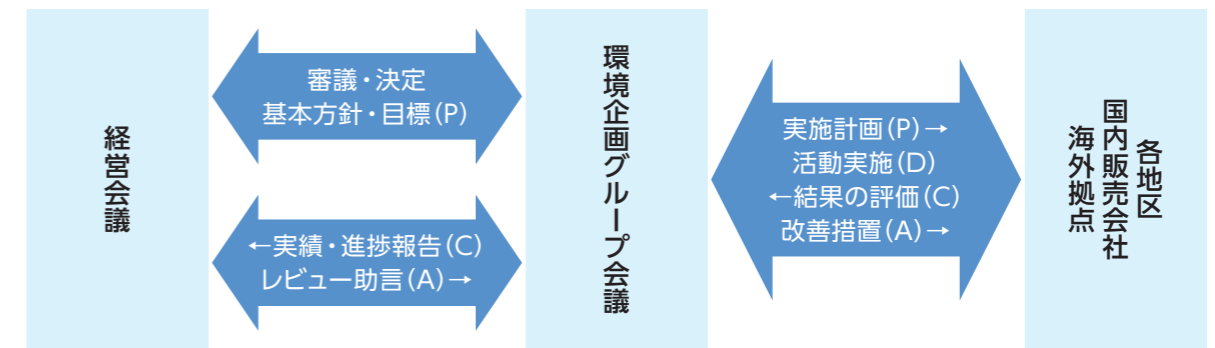 経営会議
審議・決定
基本方針・目標(P)
←実績・進捗報告(C)
レビュー助言(A)→
環境企画グループ会議
実施計画(P)→
活動実施(D)
←結果の評価(C)
改善措置(A)→
各地区
国内販売会社
海外拠点